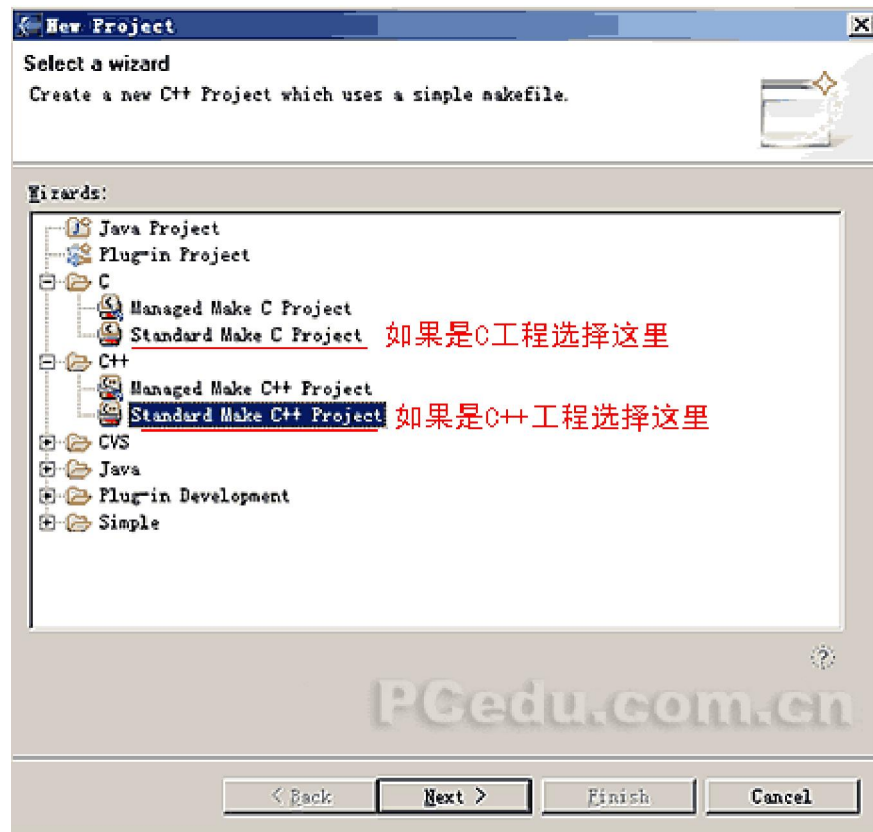 New Project
Select a wizard
Create a new C++ Project which uses a simple makefile.
Wizards:
Java Project
Plug-in Project
C
Managed Make C Project
Standard Make C Project 如果是C工程选择这里
C++
Managed Make C++ Project
Standard Make C++ Project 如果是C++工程选择这里
CVS
Java
Plug-in Development
Simple
PCedu.com.cn
< Back Next > Finish Cancel